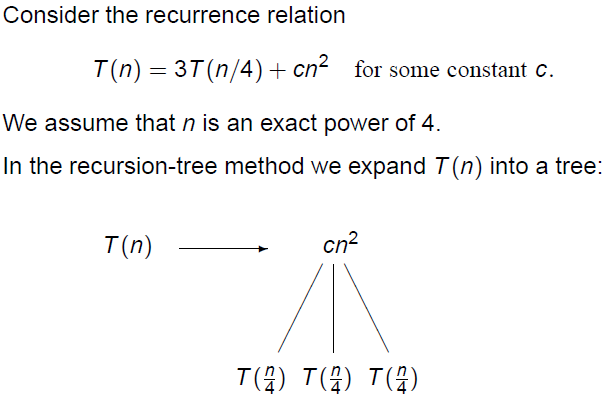 Consider the recurrence relation
T(n) = 3T(n/4) + cn² for some constant c.
We assume that n is an exact power of 4.
In the recursion-tree method we expand T(n) into a tree:
T(n) cn²
T(n/4) T(n/4) T(n/4)